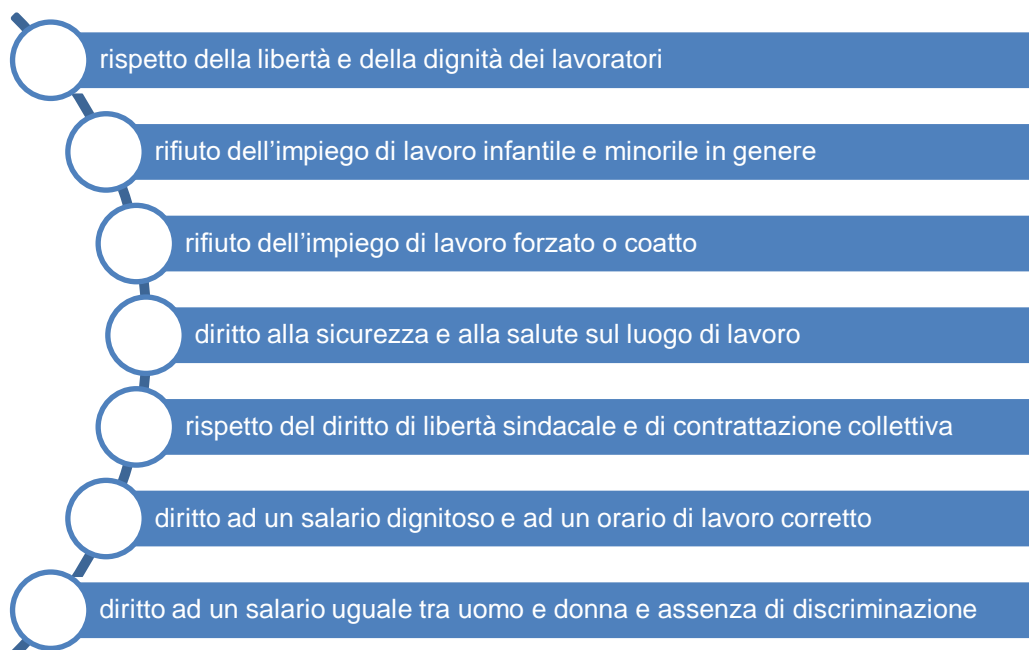 rispetto della libertà e della dignità dei lavoratori
rifiuto dell’impiego di lavoro infantile e minorile in genere
rifiuto dell’impiego di lavoro forzato o coatto
diritto alla sicurezza e alla salute sul luogo di lavoro
rispetto del diritto di libertà sindacale e di contrattazione collettiva
diritto ad un salario dignitoso e ad un orario di lavoro corretto
diritto ad un salario uguale tra uomo e donna e assenza di discriminazione